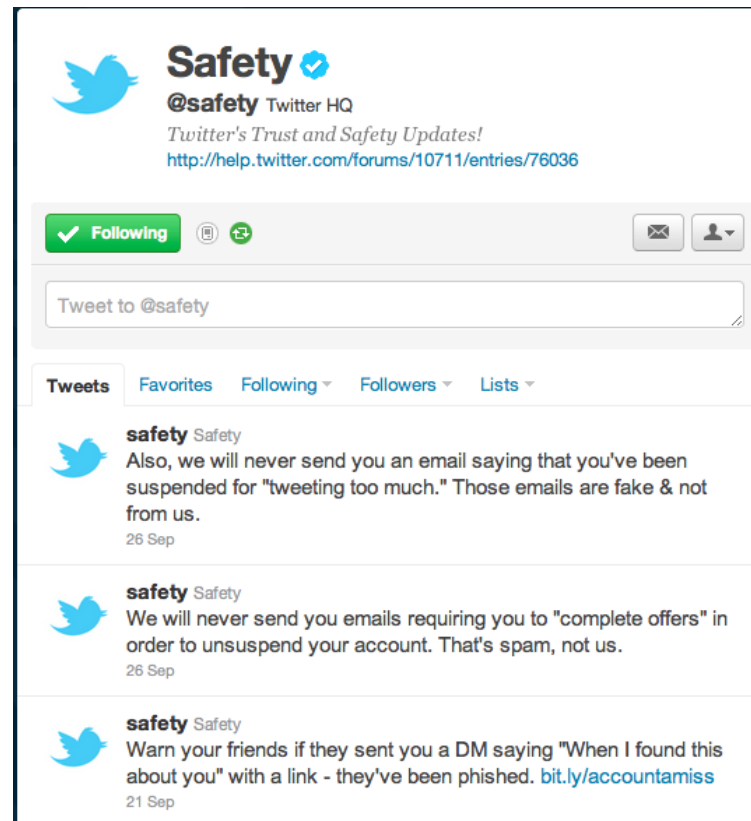 Safety
@safety Twitter HQ
Twitter's Trust and Safety Updates!
http://help.twitter.com/forums/10711/entries/76036
Following
Tweet to @safety
Tweets Favorites Following Followers Lists
safety Safety
Also, we will never send you an email saying that you've been
suspended for "tweeting too much." Those emails are fake & not
from us.
26 Sep
safety Safety
We will never send you emails requiring you to "complete offers" in
order to unsuspend your account. That's spam, not us.
26 Sep
safety Safety
Warn your friends if they sent you a DM saying "When I found this
about you" with a link - they've been phished. bit.ly/accountamiss
21 Sep